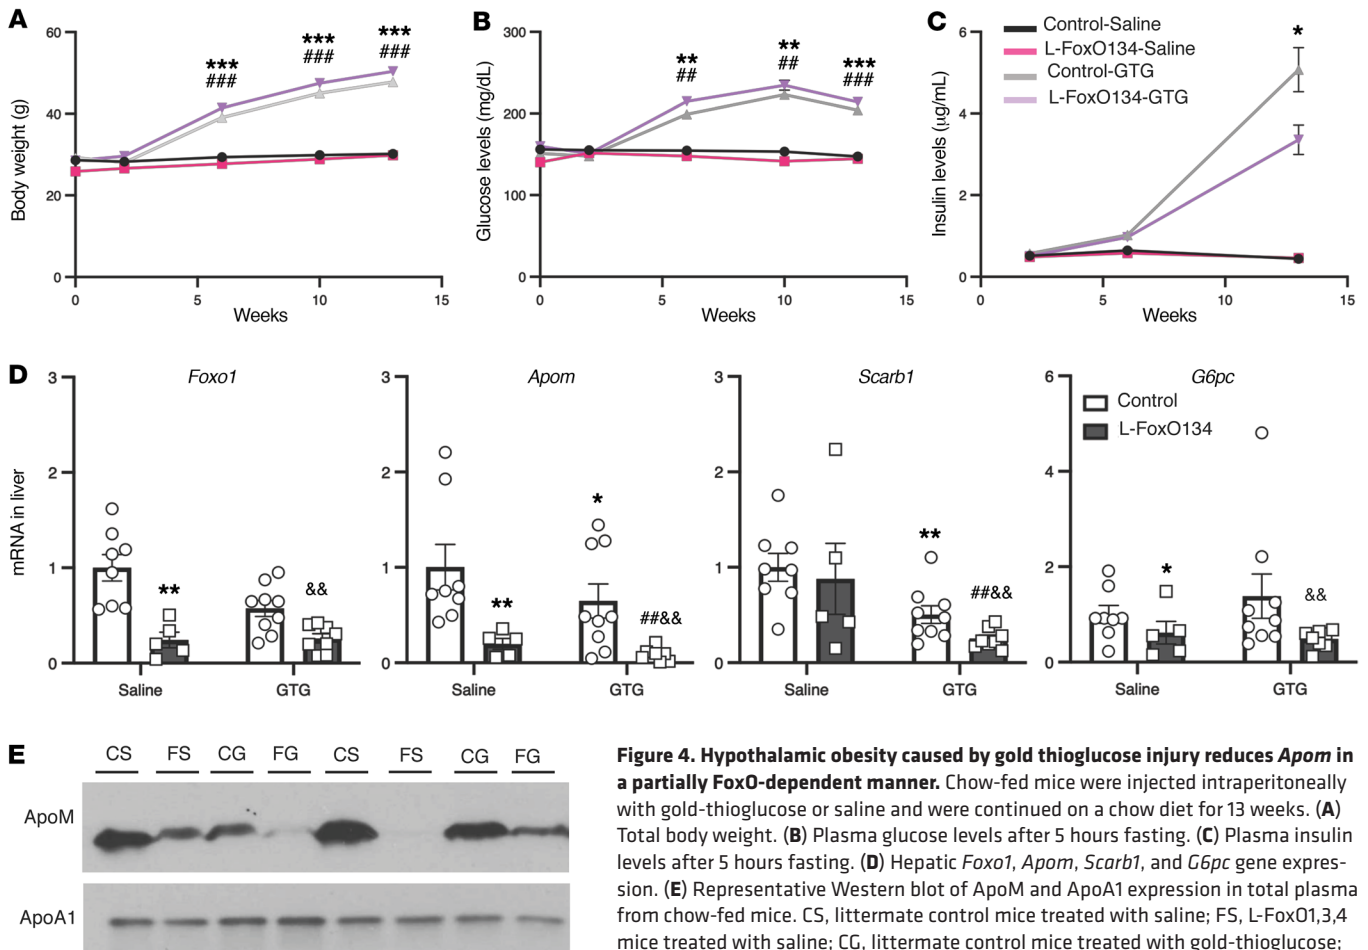 A
B
C
Body weight (g)
60
40
20
0
***
###
***
###
***
###
0
5
10
15
Weeks
Glucose levels (mg/dL)
300
200
100
0
**
##
**
##
***
###
0
5
10
15
Weeks
Insulin levels (µg/mL)
6
4
2
0
Control-Saline
L-FoxO134-Saline
Control-GTG
L-FoxO134-GTG
*
0
5
10
15
Weeks
D
mRNA in liver
Foxo1
3
2
1
0
**
&&
Saline
GTG
Apom
3
2
1
0
**
*
##&&
Saline
GTG
Scarb1
3
2
1
0
**
##&&
Saline
GTG
G6pc
6
4
2
0
Control
L-FoxO134
*
&&
Saline
GTG
E
CS FS CG FG CS FS CG FG
ApoM
ApoA1
Figure 4. Hypothalamic obesity caused by gold thioglucose injury reduces Apom in
a partially FoxO-dependent manner. Chow-fed mice were injected intraperitoneally
with gold-thioglucose or saline and were continued on a chow diet for 13 weeks. (A)
Total body weight. (B) Plasma glucose levels after 5 hours fasting. (C) Plasma insulin
levels after 5 hours fasting. (D) Hepatic Foxo1, Apom, Scarb1, and G6pc gene expres-
sion. (E) Representative Western blot of ApoM and ApoA1 expression in total plasma
from chow-fed mice. CS, littermate control mice treated with saline; FS, L-FoxO1,3,4
mice treated with saline; CG, littermate control mice treated with gold-thioglucose;